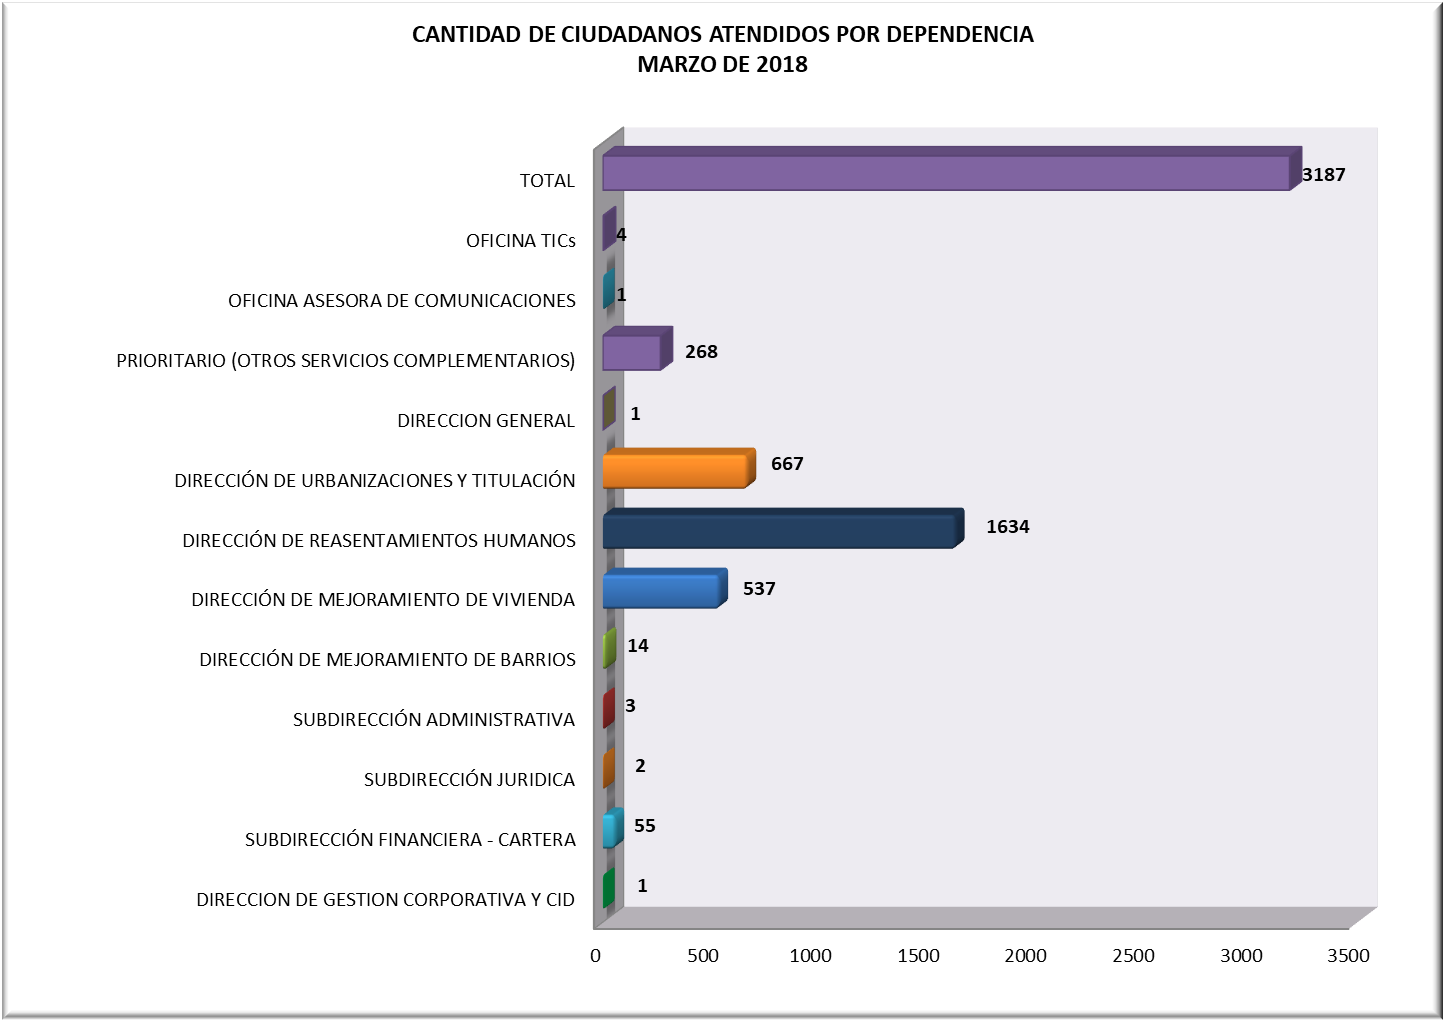 CANTIDAD DE CIUDADANOS ATENDIDOS POR DEPENDENCIA
MARZO DE 2018
TOTAL 3187
OFICINA TICs 4
OFICINA ASESORA DE COMUNICACIONES 1
PRIORITARIO (OTROS SERVICIOS COMPLEMENTARIOS) 268
DIRECCION GENERAL 1
DIRECCIÓN DE URBANIZACIONES Y TITULACIÓN 667
DIRECCIÓN DE REASENTAMIENTOS HUMANOS 1634
DIRECCIÓN DE MEJORAMIENTO DE VIVIENDA 537
DIRECCIÓN DE MEJORAMIENTO DE BARRIOS 14
SUBDIRECCIÓN ADMINISTRATIVA 3
SUBDIRECCIÓN JURIDICA 2
SUBDIRECCIÓN FINANCIERA - CARTERA 55
DIRECCION DE GESTION CORPORATIVA Y CID 1
0 500 1000 1500 2000 2500 3000 3500